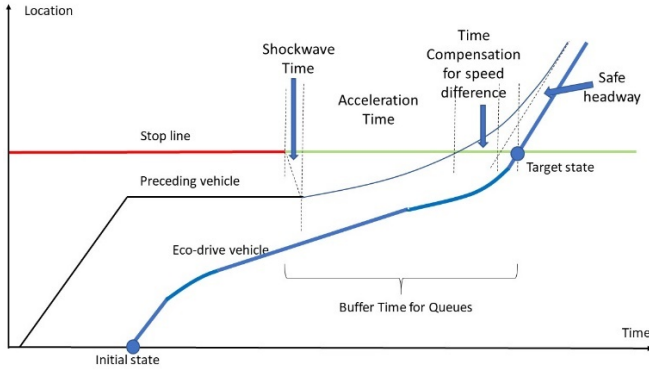 Location
Shockwave
Time
Time
Compensation
for speed
difference
Acceleration
Time
Safe
headway
Stop line
Target state
Preceding vehicle
Eco-drive vehicle
Buffer Time for Queues
Time
Initial state